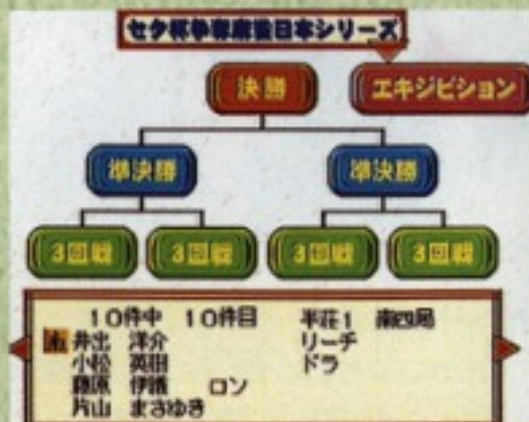 セタ杯争奪麻雀日本シリーズ
決勝 エキジビション
準決勝 準決勝
3回戦 3回戦 3回戦 3回戦
10件中 10件目 半荘1 南四局
井出 洋介 リーチ
小松 英樹 ドラ
藤原 伊織 ロン
片山 まさゆき